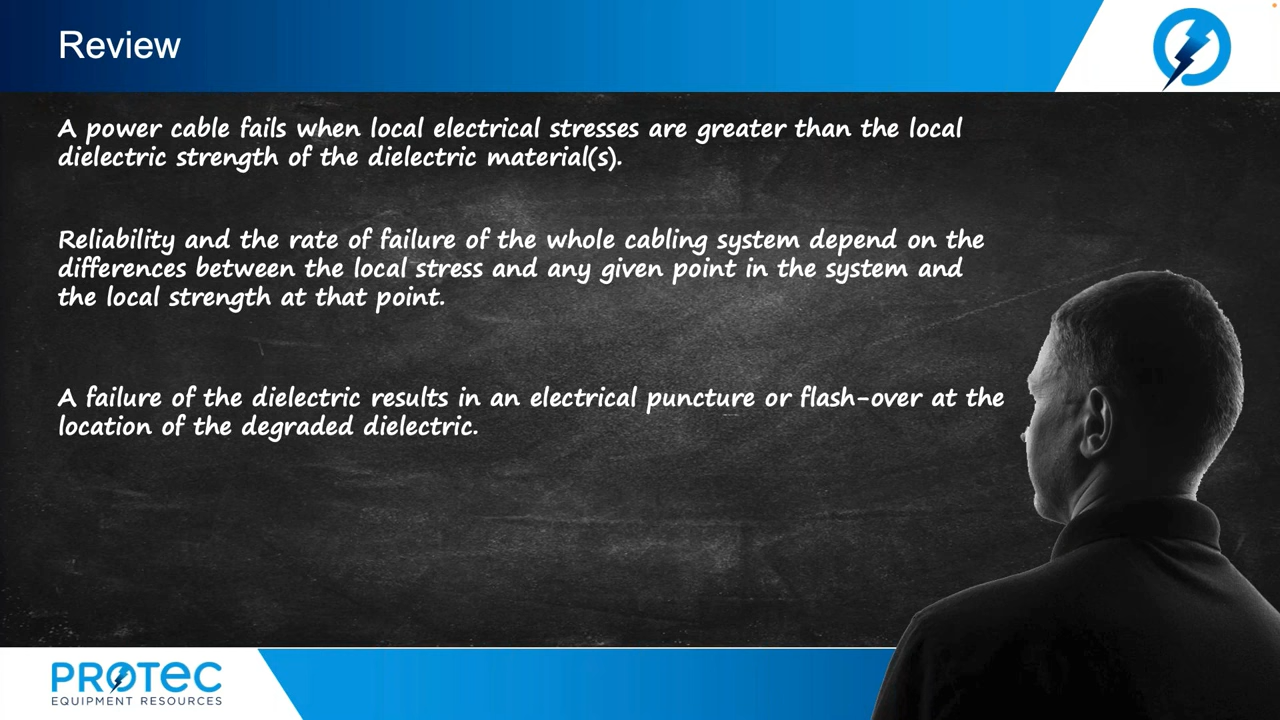 Review
A power cable fails when local electrical stresses are greater than the local
dielectric strength of the dielectric material(s).
Reliability and the rate of failure of the whole cabling system depend on the
differences between the local stress and any given point in the system and
the local strength at that point.
A failure of the dielectric results in an electrical puncture or flash-over at the
location of the degraded dielectric.
PROTEC
EQUIPMENT RESOURCES